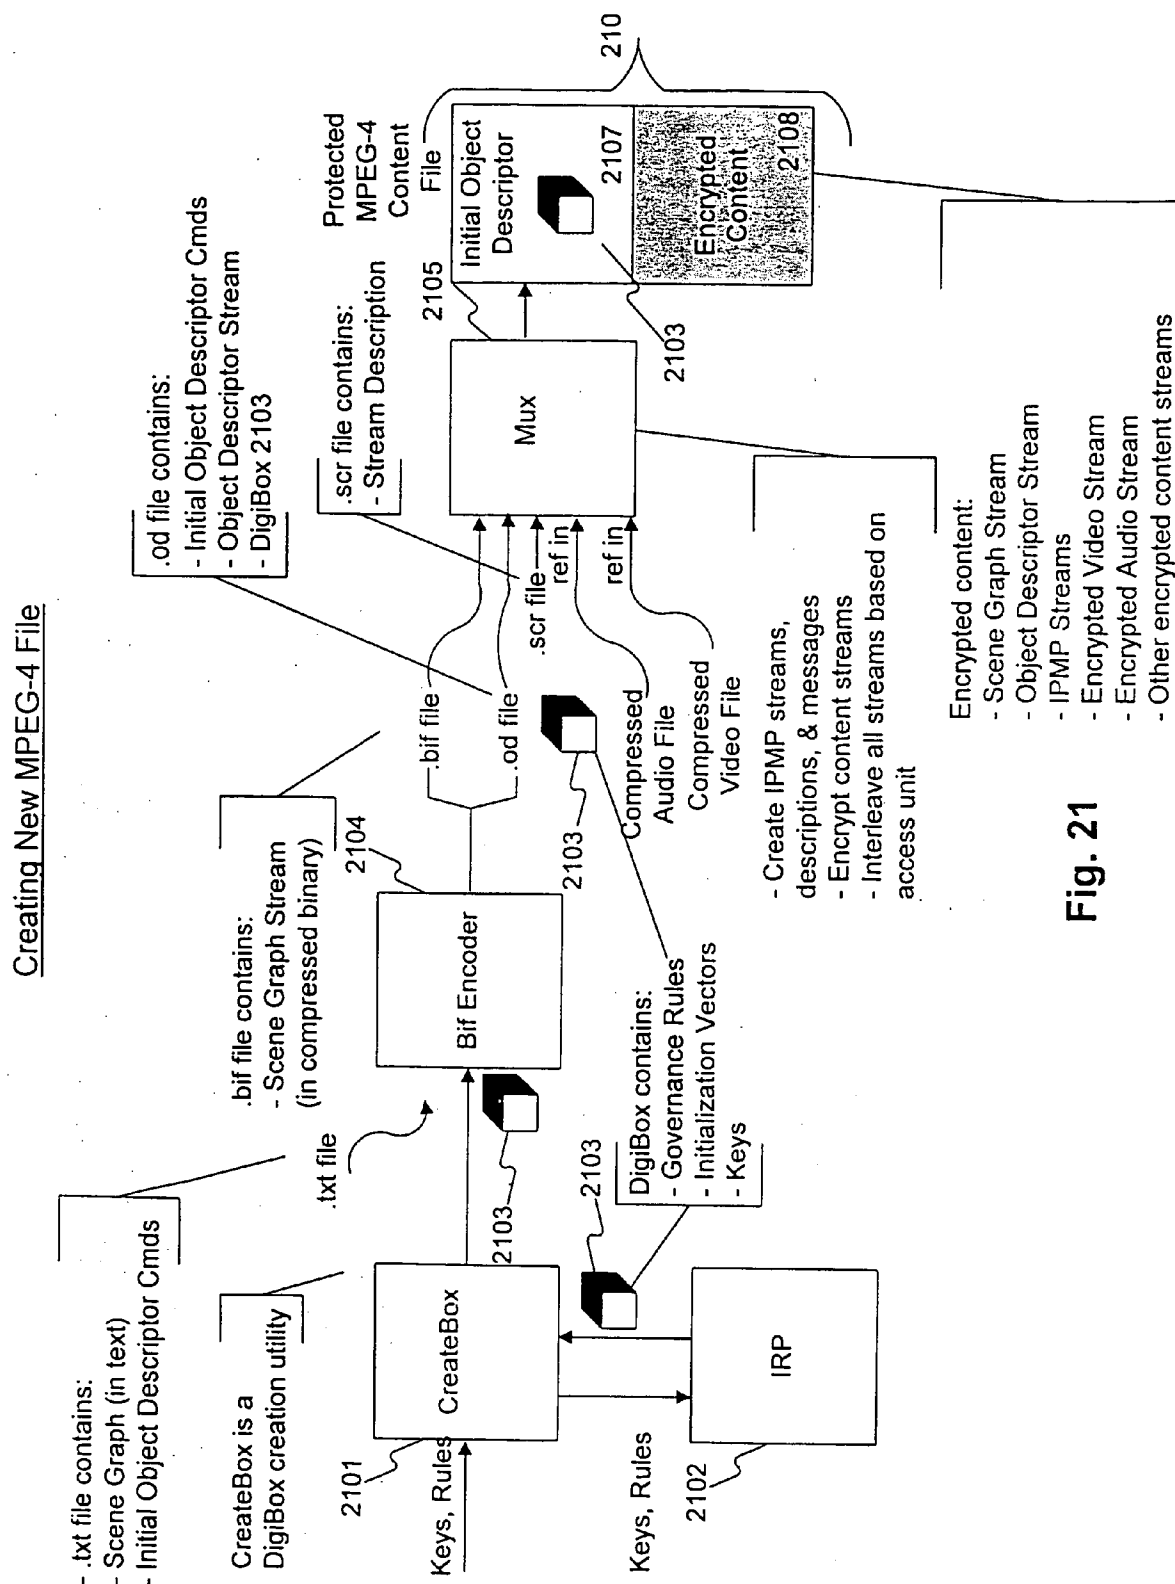 Creating New MPEG-4 File
- .txt file contains:
- Scene Graph (in text)
- Initial Object Descriptor Cmds
CreateBox is a
DigiBox creation utility
2101
Keys, Rules
CreateBox
Keys, Rules
2102
IRP
2103
DigiBox contains:
- Governance Rules
- Initialization Vectors
- Keys
.txt file
2103
.bif file contains:
- Scene Graph Stream
(in compressed binary)
2104
Bif Encoder
2103
.bif file
.od file
.od file contains:
- Initial Object Descriptor Cmds
- Object Descriptor Stream
- DigiBox 2103
.scr file contains:
- Stream Description
.scr file
ref in
ref in
Compressed
Audio File
Compressed
Video File
2105
Mux
- Create IPMP streams,
descriptions, & messages
- Encrypt content streams
- Interleave all streams based on
access unit
Protected
MPEG-4
Content
File
Initial Object
Descriptor
2107
2103
Encrypted
Content
2108
210
Encrypted content:
- Scene Graph Stream
- Object Descriptor Stream
- IPMP Streams
- Encrypted Video Stream
- Encrypted Audio Stream
- Other encrypted content streams
Fig. 21